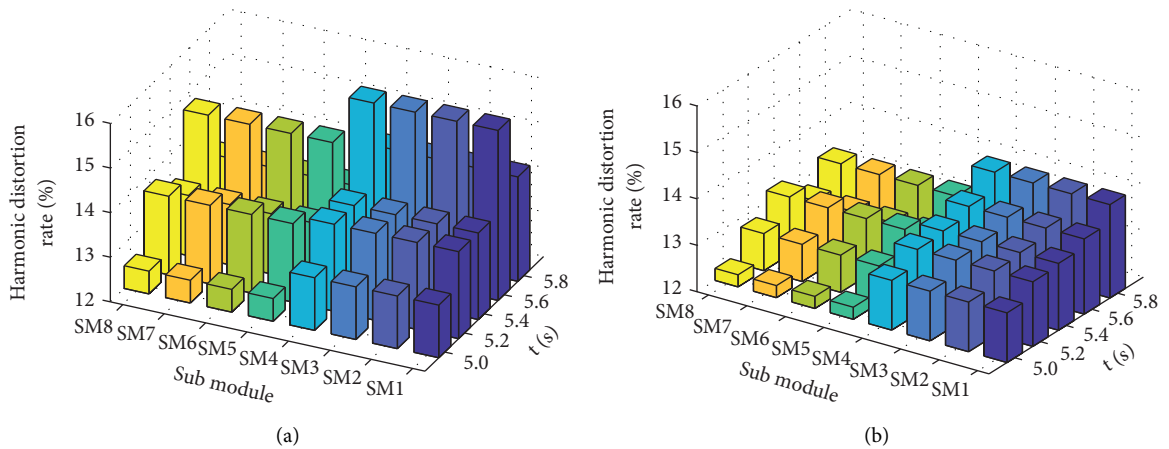 Harmonic distortion
rate (%)
16
15
14
13
12
SM8
SM7
SM6
SM5
SM4
SM3
SM2
SM1
Sub module
5.0
5.2
5.4
5.6
5.8
t (s)
(a)
Harmonic distortion
rate (%)
16
15
14
13
12
SM8
SM7
SM6
SM5
SM4
SM3
SM2
SM1
Sub module
5.0
5.2
5.4
5.6
5.8
t (s)
(b)